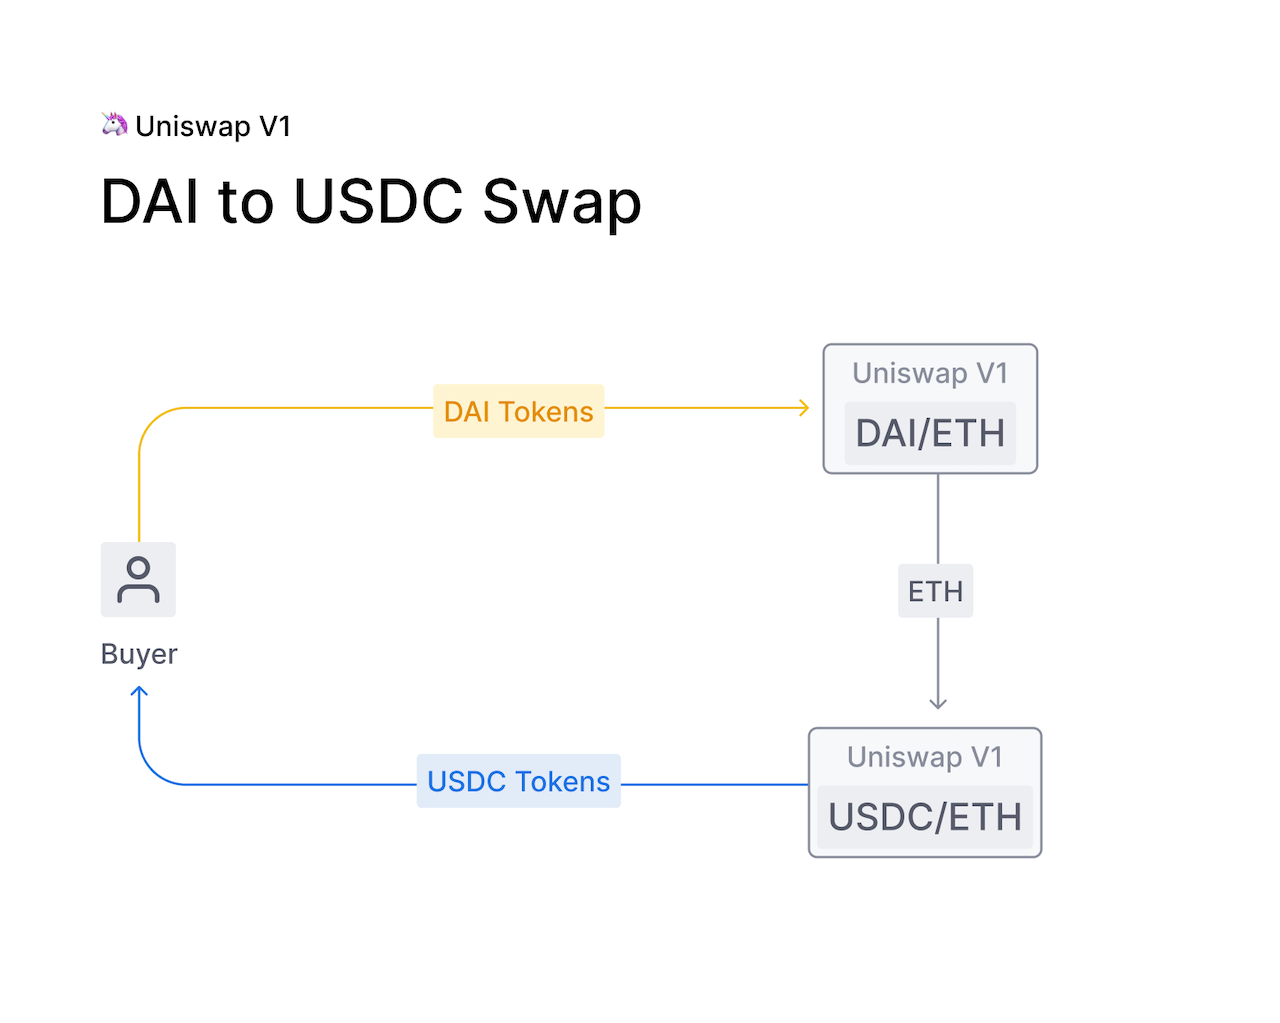 Uniswap V1
DAI to USDC Swap
DAI Tokens
Uniswap V1
DAI/ETH
ETH
Buyer
USDC Tokens
Uniswap V1
USDC/ETH